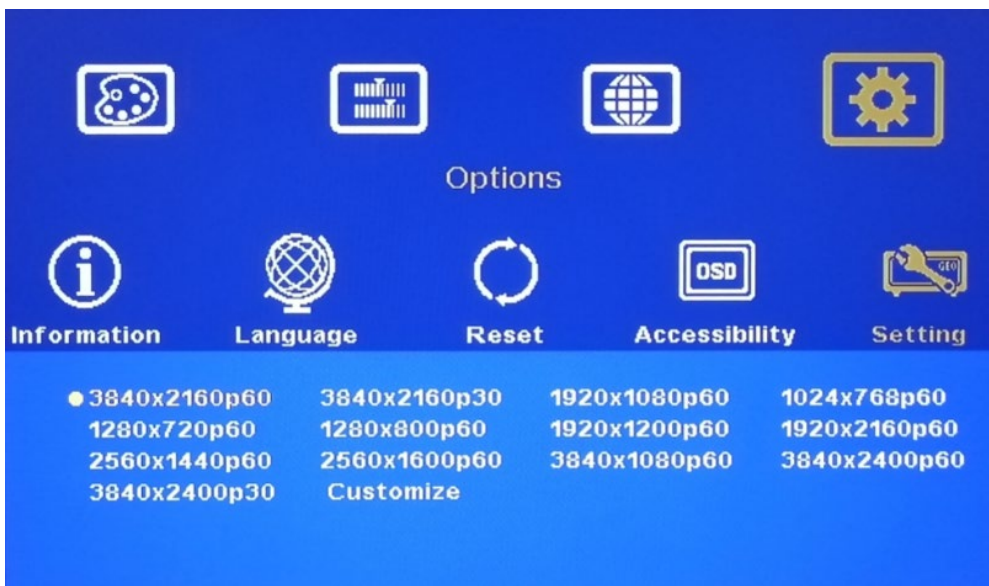 Options
OSD
GEO
Information Language Reset Accessibility Setting
3840x2160p60 3840x2160p30 1920x1080p60 1024x768p60
1280x720p60 1280x800p60 1920x1200p60 1920x2160p60
2560x1440p60 2560x1600p60 3840x1080p60 3840x2400p60
3840x2400p30 Customize